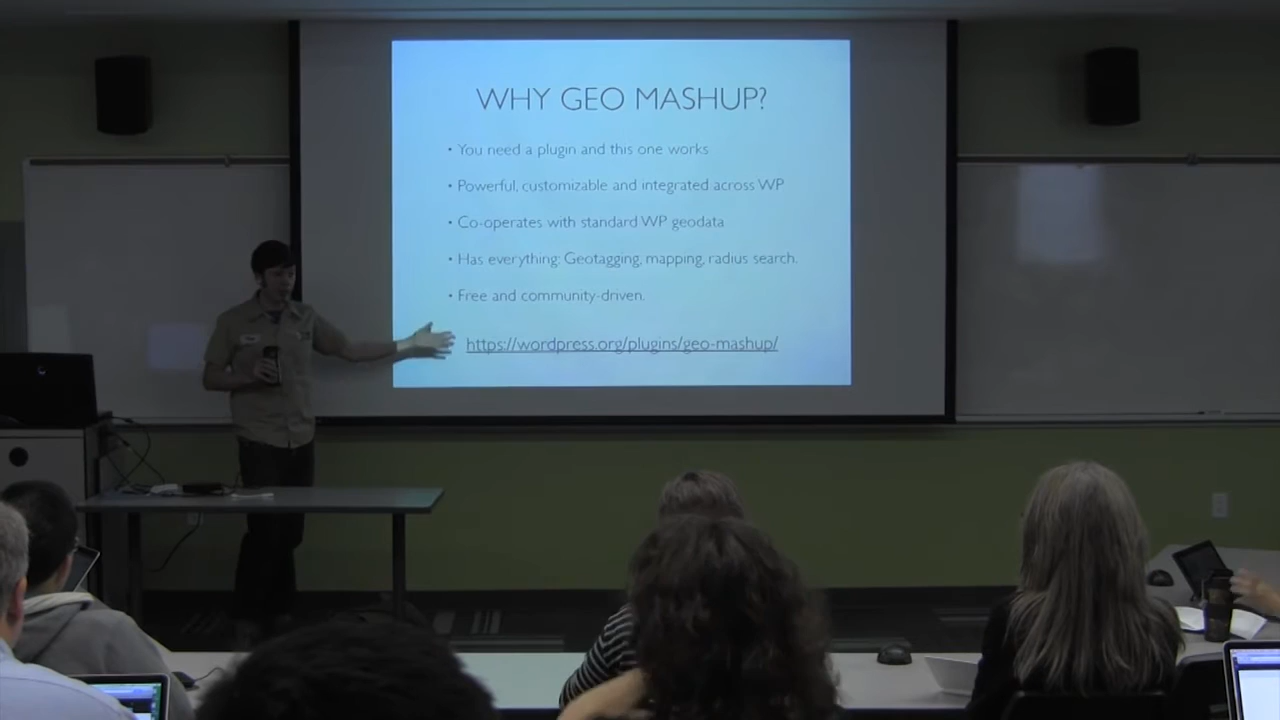 WHY GEO MASHUP?
• You need a plugin and this one works
• Powerful, customizable and integrated across WP
• Co-operates with standard WP geodata
• Has everything: Geotagging, mapping, radius search.
• Free and community-driven.
https://wordpress.org/plugins/geo-mashup/